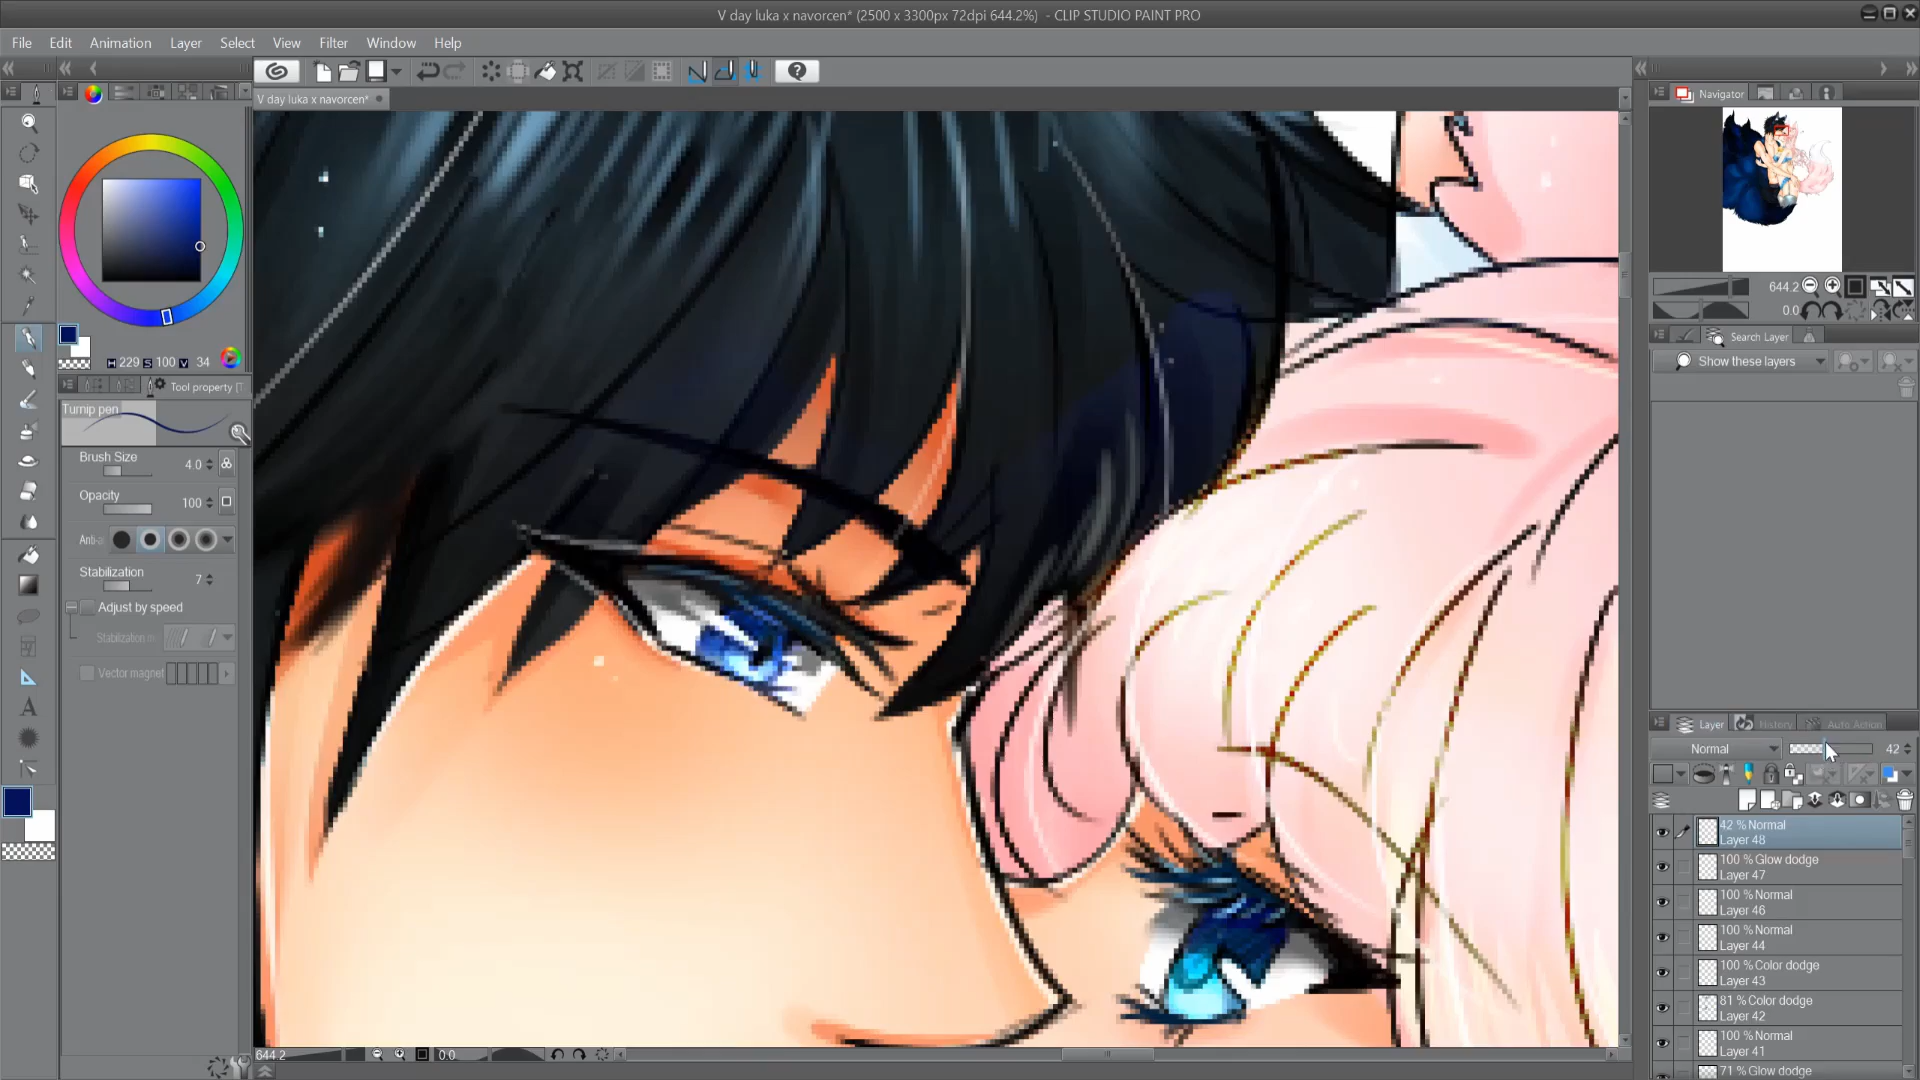 V day luka x navorcen* (2500 x 3300px 72dpi 644.2%) - CLIP STUDIO PAINT PRO
File Edit Animation Layer Select View Filter Window Help
V day luka x navorcen*
Navigator
644.2
0.0
Search Layer
Show these layers
H 229 S 100 V 34
Tool property [T
Turnip pen
Brush Size 4.0
Opacity 100
Anti-a
Stabilization 7
Adjust by speed
Stabilization
Vector magnet
Layer History Auto Action
Normal 42
42 % Normal
Layer 48
100 % Glow dodge
Layer 47
100 % Normal
Layer 46
100 % Normal
Layer 44
100 % Color dodge
Layer 43
81 % Color dodge
Layer 42
100 % Normal
Layer 41
71 % Glow dodge
644.2 0.0